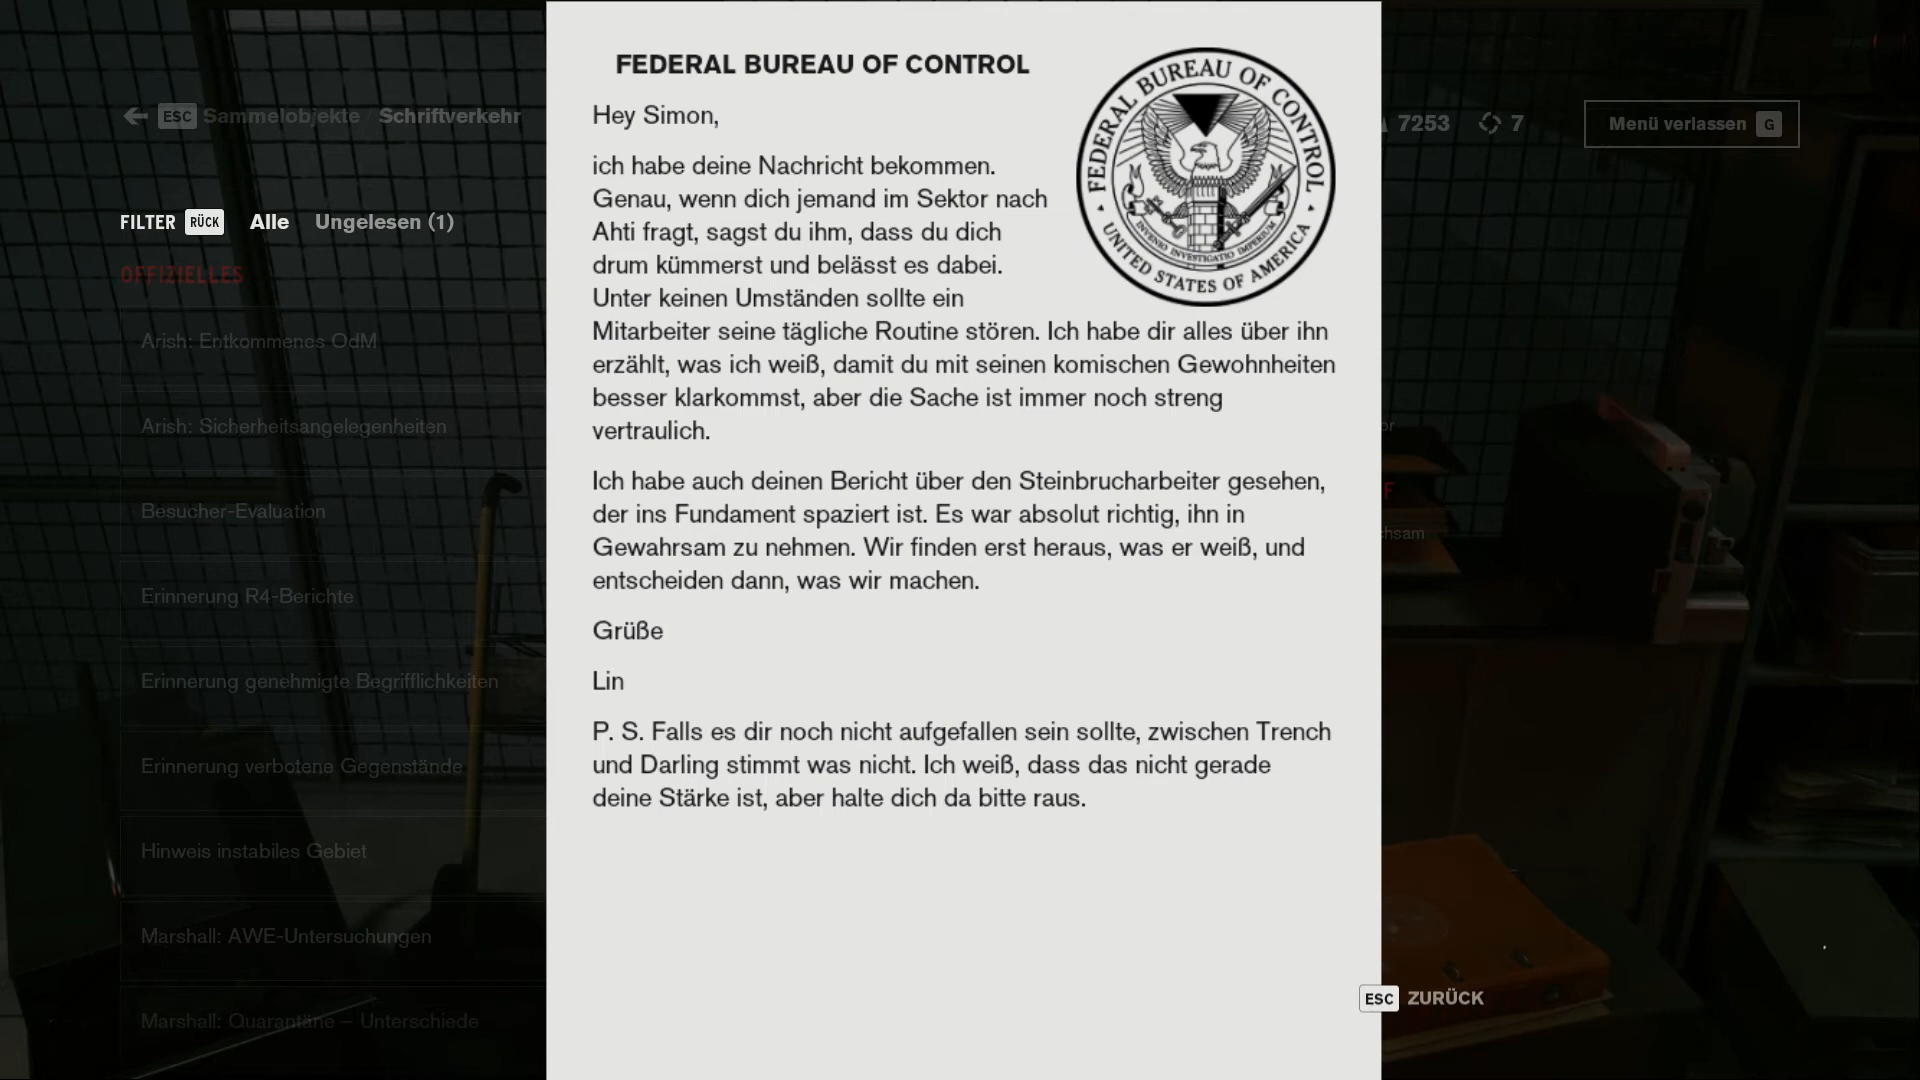 FEDERAL BUREAU OF CONTROL
Hey Simon,
ich habe deine Nachricht bekommen.
Genau, wenn dich jemand im Sektor nach
Ahti fragt, sagst du ihm, dass du dich
drum kümmerst und belässt es dabei.
Unter keinen Umständen sollte ein
Mitarbeiter seine tägliche Routine stören. Ich habe dir alles über ihn
erzählt, was ich weiß, damit du mit seinen komischen Gewohnheiten
besser klarkommst, aber die Sache ist immer noch streng
vertraulich.
Ich habe auch deinen Bericht über den Steinbrucharbeiter gesehen,
der ins Fundament spaziert ist. Es war absolut richtig, ihn in
Gewahrsam zu nehmen. Wir finden erst heraus, was er weiß, und
entscheiden dann, was wir machen.
Grüße
Lin
P. S. Falls es dir noch nicht aufgefallen sein sollte, zwischen Trench
und Darling stimmt was nicht. Ich weiß, dass das nicht gerade
deine Stärke ist, aber halte dich da bitte raus.
FEDERAL BUREAU OF CONTROL
INVENIO INVESTIGATIO IMPERIUM
UNITED STATES OF AMERICA
ESC Sammelobjekte / Schriftverkehr
7253 7
Menü verlassen G
FILTER RÜCK Alle Ungelesen (1)
OFFIZIELLES
Arish: Entkommenes OdM
Arish: Sicherheitsangelegenheiten
Besucher-Evaluation
Erinnerung R4-Berichte
Erinnerung genehmigte Begrifflichkeiten
Erinnerung verbotene Gegenstände
Hinweis instabiles Gebiet
Marshall: AWE-Untersuchungen
Marshall: Quarantäne – Unterschiede
ESC ZURÜCK